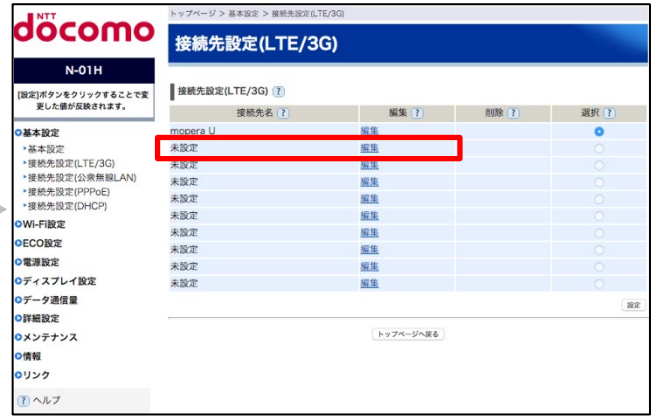 NTT
döcomo
N-01H
[設定]ボタンをクリックすることで変
更した値が反映されます。
基本設定
基本設定
接続先設定(LTE/3G)
接続先設定(公衆無線LAN)
接続先設定(PPPoE)
接続先設定(DHCP)
Wi-Fi設定
ECO設定
電源設定
ディスプレイ設定
データ通信量
詳細設定
メンテナンス
情報
リンク
? ヘルプ
トップページ > 基本設定 > 接続先設定(LTE/3G)
接続先設定(LTE/3G)
接続先設定(LTE/3G) ?
接続先名 ? 編集 ? 削除 ? 選択 ?
mopera U 編集
未設定 編集
未設定 編集
未設定 編集
未設定 編集
未設定 編集
未設定 編集
未設定 編集
未設定 編集
未設定 編集
設定
トップページへ戻る